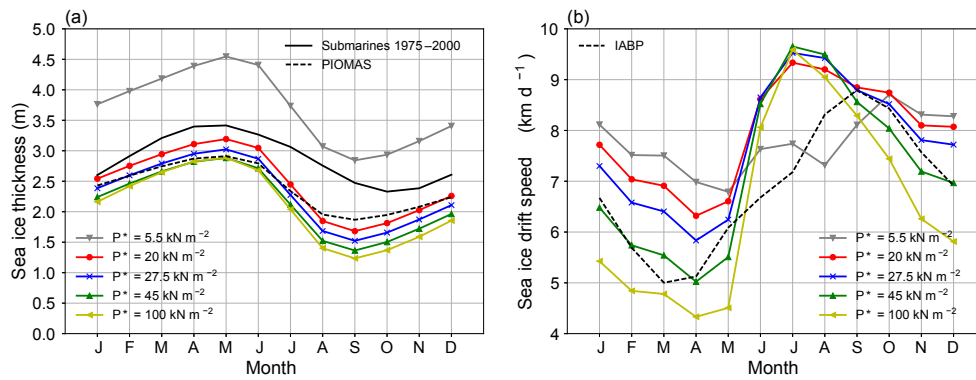 (a)
Sea ice thickness (m)
5.0
4.5
4.0
3.5
3.0
2.5
2.0
1.5
1.0
0.5
0.0
Submarines 1975–2000
PIOMAS
P* = 5.5 kN m−2
P* = 20 kN m−2
P* = 27.5 kN m−2
P* = 45 kN m−2
P* = 100 kN m−2
J F M A M J J A S O N D
Month
(b)
Sea ice drift speed (km d−1)
10
9
8
7
6
5
4
IABP
P* = 5.5 kN m−2
P* = 20 kN m−2
P* = 27.5 kN m−2
P* = 45 kN m−2
P* = 100 kN m−2
J F M A M J J A S O N D
Month